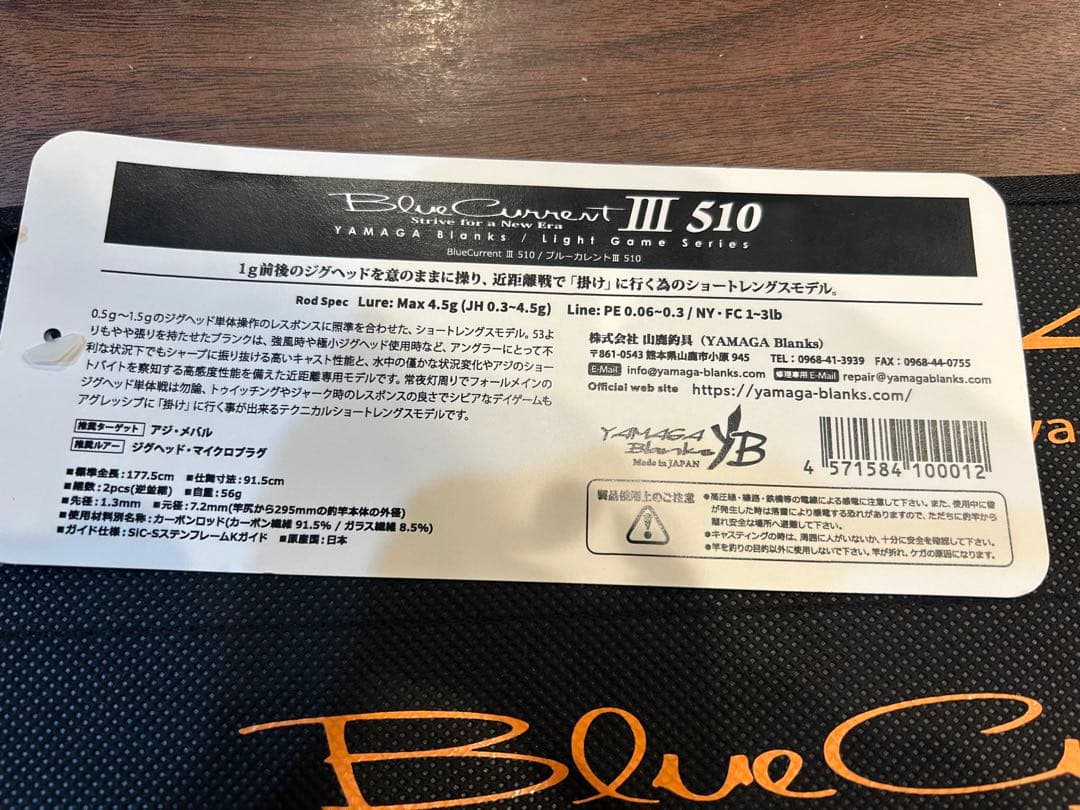 BlueCurrent III 510
Strive for a New Era
YAMAGA Blanks / Light Game Series
BlueCurrent Ⅲ 510 / ブルーカレントⅢ 510
1g前後のジグヘッドを意のままに操り、近距離戦で「掛け」に行く為のショートレングスモデル。
Rod Spec Lure: Max 4.5g (JH 0.3~4.5g) Line: PE 0.06~0.3 / NY・FC 1~3lb
0.5g~1.5gのジグヘッド単体操作のレスポンスに照準を合わせた、ショートレングスモデル。53よ
りもやや張りを持たせたブランクは、強風時や極小ジグヘッド使用時など、アングラーにとって不
利な状況下でもシャープに振り抜ける高いキャスト性能と、水中の僅かな状況変化やアジのショー
トバイトを察知する高感度性能を備えた近距離専用モデルです。常夜灯周りでフォールメインの
ジグヘッド単体戦は勿論、トゥイッチングやジャーク時のレスポンスの良さでシビアなデイゲームも
アグレッシブに「掛け」に行く事が出来るテクニカルショートモデルです。
推薦ターゲット アジ・メバル
推薦ルアー ジグヘッド・マイクロプラグ
■標準全長:177.5cm ■仕舞寸法:91.5cm
■継数:2pcs(逆並継) ■自重:56g
■先径:1.3mm ■元径:7.2mm(竿尻から295mmの釣竿本体の外径)
■使用材料別名称:カーボンロッド(カーボン繊維 91.5% / ガラス繊維 8.5%)
■ガイド仕様:SiC-SステンフレームKガイド ■原産国:日本
株式会社 山鹿釣具 (YAMAGA Blanks)
〒861-0543 熊本県山鹿市小原 945 TEL:0968-41-3939 FAX:0968-44-0755
E-Mail info@yamaga-blanks.com 修理専用 E-Mail repair@yamagablanks.com
Official web site https://yamaga-blanks.com/
YAMAGA
Blanks YB
Made in JAPAN
4 571584 100012
製品使用上のご注意
●高圧線・線路・鉄橋等の電線による感電に注意して下さい。また、使用中に雷
が発生した時は落雷により感電する恐れがありますので、ただちに釣竿から
離れ安全な場所へ避難して下さい。
●キャスティングの時は、周囲に人がいないか、十分に安全を確認して下さい。
●竿を釣りの目的以外に使用しないで下さい。竿が折れ、ケガの原因になります。
ya
BlueC